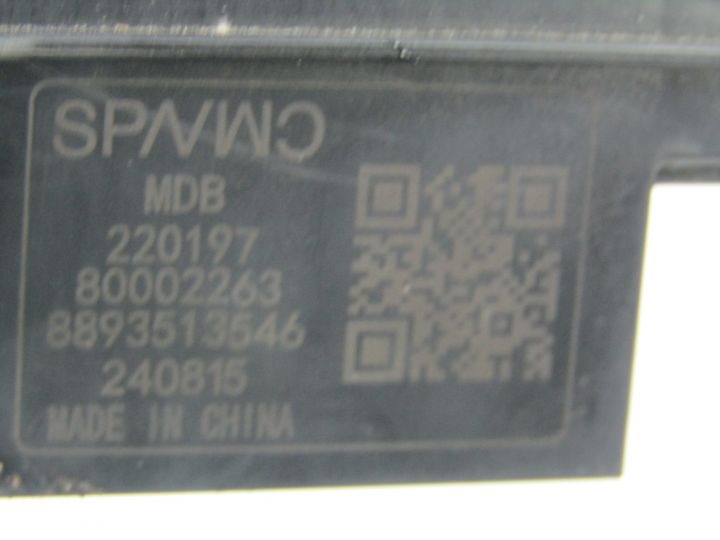 SPAWC
MDB
220197
80002263
8893513546
240815
MADE IN CHINA